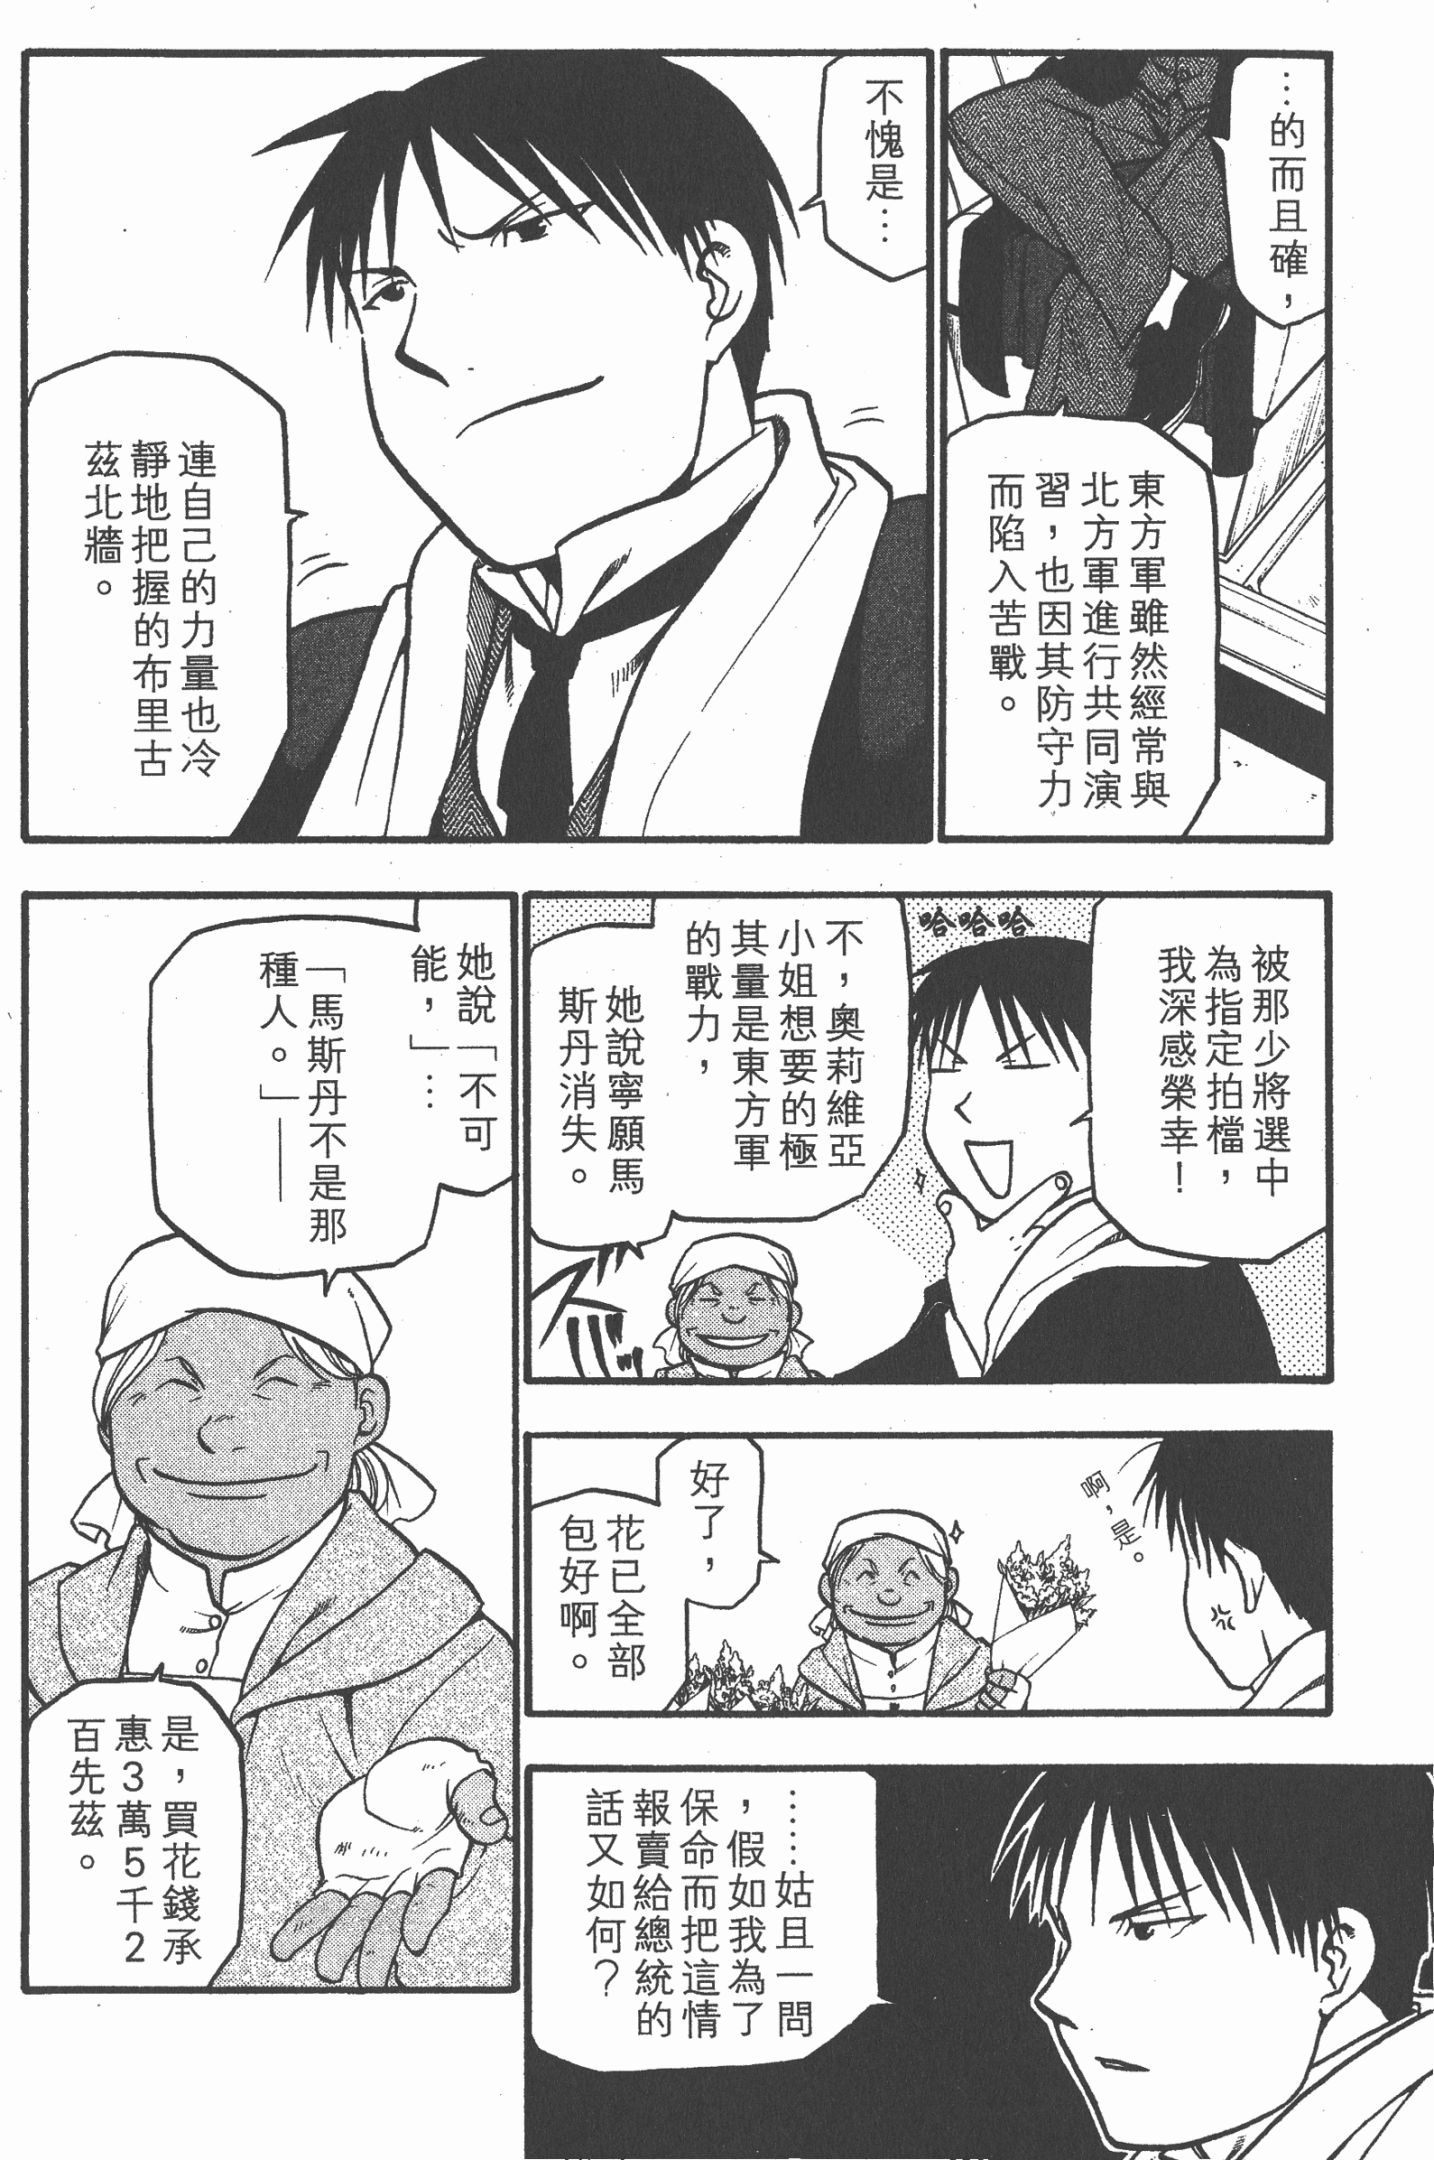 …的而且確，
東方軍雖然經常與
北方軍進行共同演
習，也因其防守力
而陷入苦戰。
不愧是…
連自己的力量也冷
靜地把握的布里古
茲北牆。
被那少將選中
為指定拍檔，
我深感榮幸！
哈哈哈
不，奧莉維亞
小姐想要的極
其量是東方軍
的戰力，
她說寧願馬
斯丹消失。
ズバッ
啊，是。
好了，
花已全部
包好啊。
……姑且一問
，假如我為了
保命而把這情
報賣給總統的
話又如何？
她說「不可
能，」…
「馬斯丹不是那
種人。」——
是，買花錢承
惠3萬5千2
百先茲。